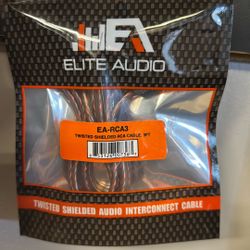 EA
ELITE AUDIO
EA-RCA3
TWISTED-SHIELDED RCA CABLE, 3FT
TWISTED SHIELDED AUDIO INTERCONNECT CABLE